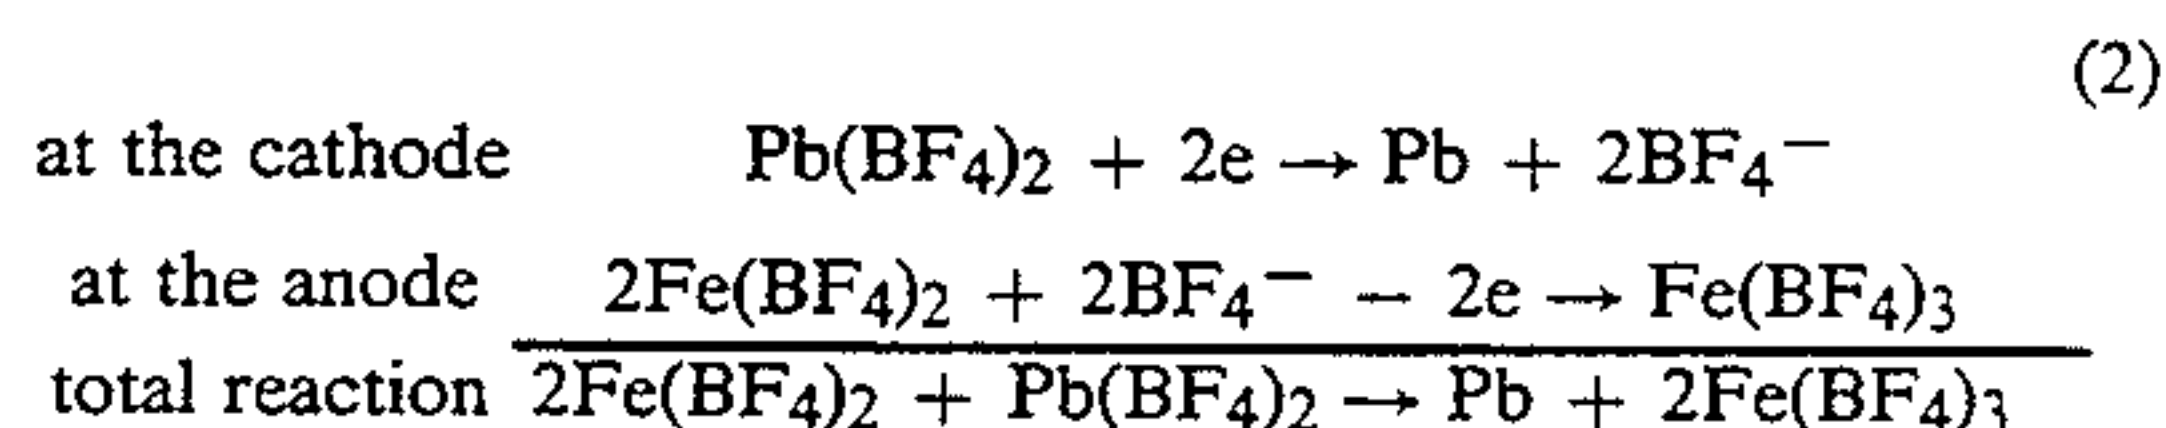 (2)
at the cathode Pb(BF₄)₂ + 2e → Pb + 2BF₄⁻
at the anode 2Fe(BF₄)₂ + 2BF₄⁻ − 2e → Fe(BF₄)₃
total reaction 2Fe(BF₄)₂ + Pb(BF₄)₂ → Pb + 2Fe(BF₄)₃